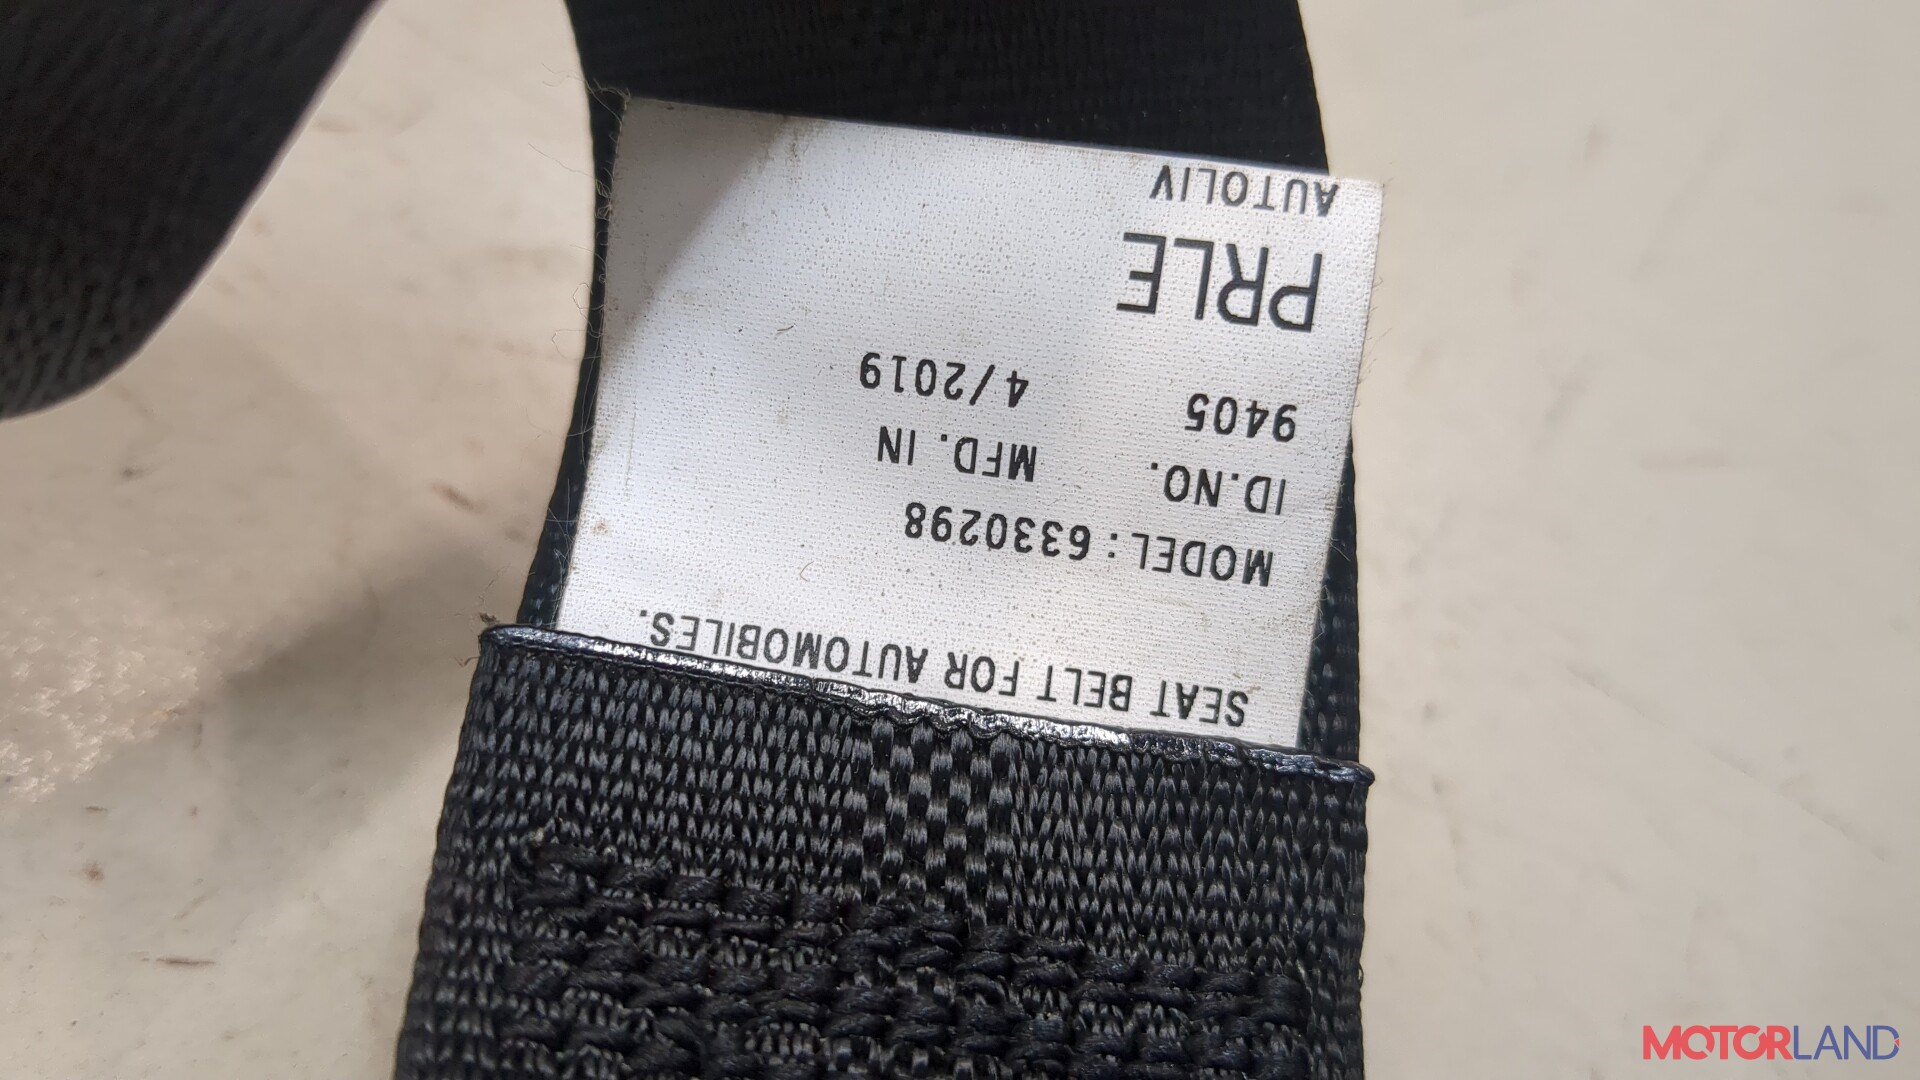 SEAT BELT FOR AUTOMOBILES.
MODEL: 6330298
ID.NO. MFD. IN
9405 4/2019
PRLE
AUTOLIV
MOTORLAND